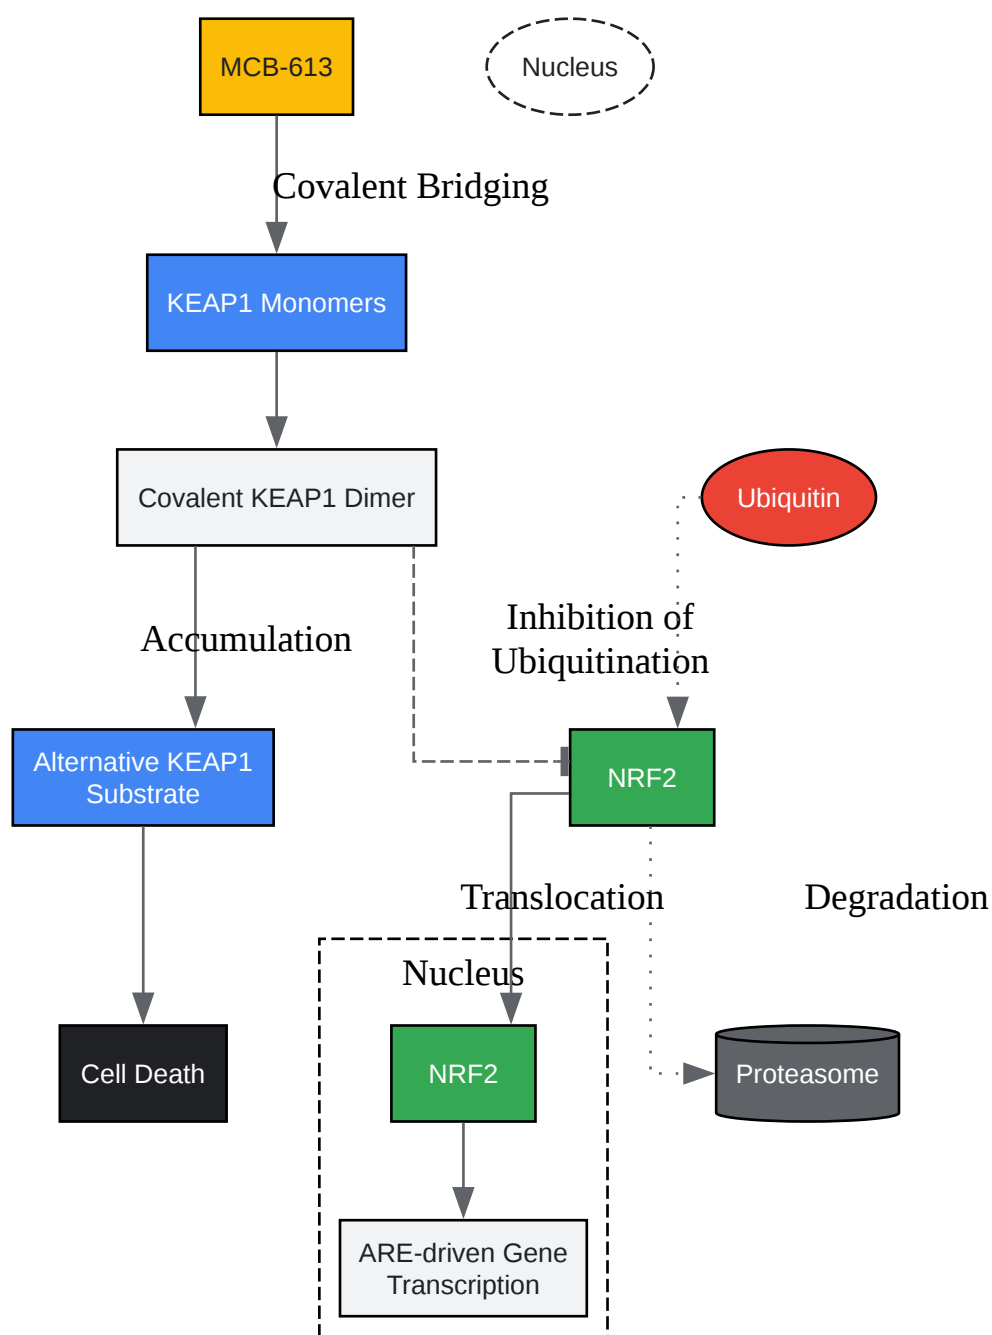 MCB-613
Nucleus
Covalent Bridging
KEAP1 Monomers
Covalent KEAP1 Dimer
Ubiquitin
Accumulation
Inhibition of
Ubiquitination
Alternative KEAP1
Substrate
NRF2
Translocation
Degradation
Nucleus
Cell Death
NRF2
Proteasome
ARE-driven Gene
Transcription